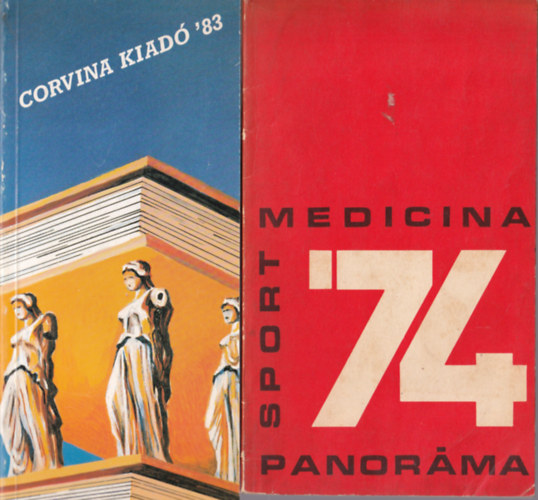 CORVINA KIADÓ '83
MEDICINA
SPORT
'74
PANORÁMA